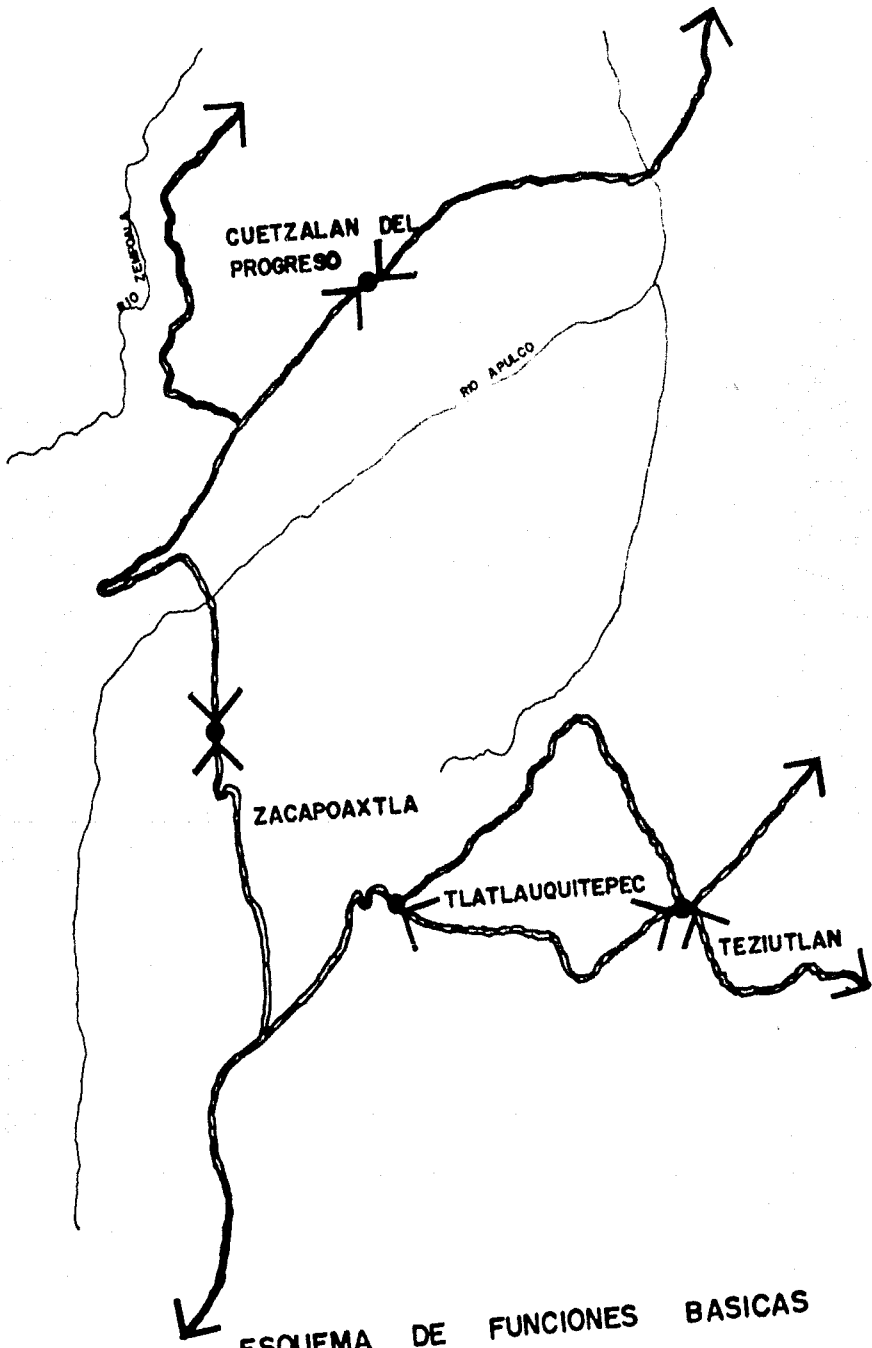 CUETZALAN DEL
PROGRESO
RIO ZEMPOALA
RIO APULCO
ZACAPOAXTLA
TLATLAUQUITEPEC
TEZIUTLAN
ESQUEMA DE FUNCIONES BASICAS